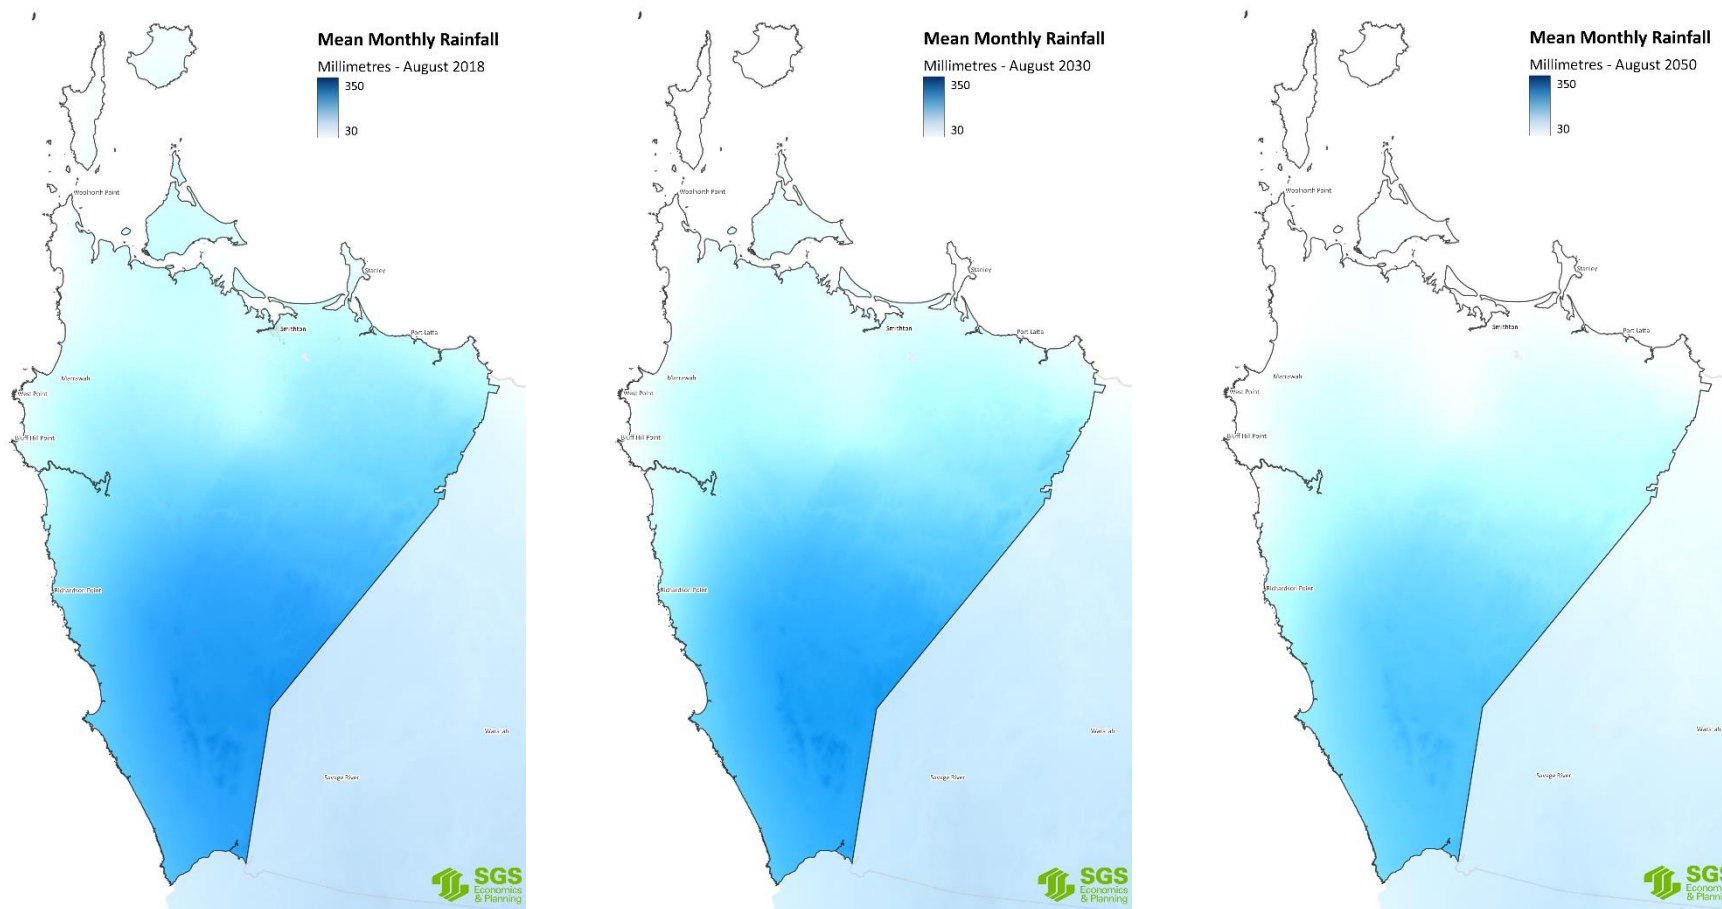 Mean Monthly Rainfall
Millimetres - August 2018
350
30
Woolnorth Point
Stanley
Smithton
Port Latta
Marrawah
West Point
Bluff Hill Point
Richardson Point
Waratah
Savage River
SGS
Economics
& Planning
Mean Monthly Rainfall
Millimetres - August 2030
350
30
Woolnorth Point
Stanley
Smithton
Port Latta
Marrawah
West Point
Bluff Hill Point
Richardson Point
Waratah
Savage River
SGS
Economics
& Planning
Mean Monthly Rainfall
Millimetres - August 2050
350
30
Woolnorth Point
Stanley
Smithton
Port Latta
Marrawah
West Point
Bluff Hill Point
Richardson Point
Waratah
Savage River
SGS
Econom
& Plannin